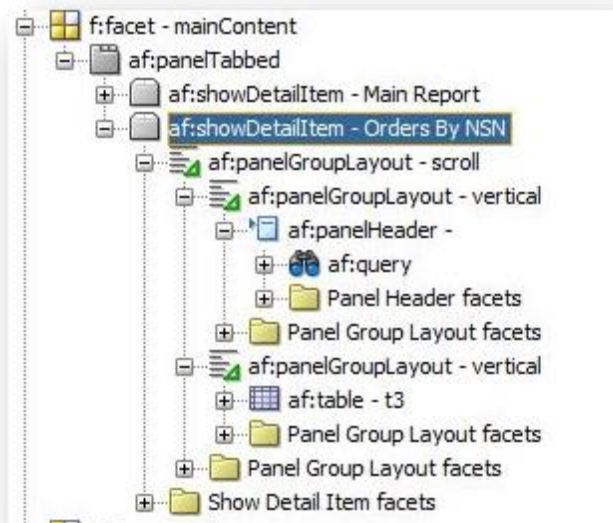 f:facet - mainContent
af:panelTabbed
af:showDetailItem - Main Report
af:showDetailItem - Orders By NSN
af:panelGroupLayout - scroll
af:panelGroupLayout - vertical
af:panelHeader -
af:query
Panel Header facets
Panel Group Layout facets
af:panelGroupLayout - vertical
af:table - t3
Panel Group Layout facets
Panel Group Layout facets
Show Detail Item facets